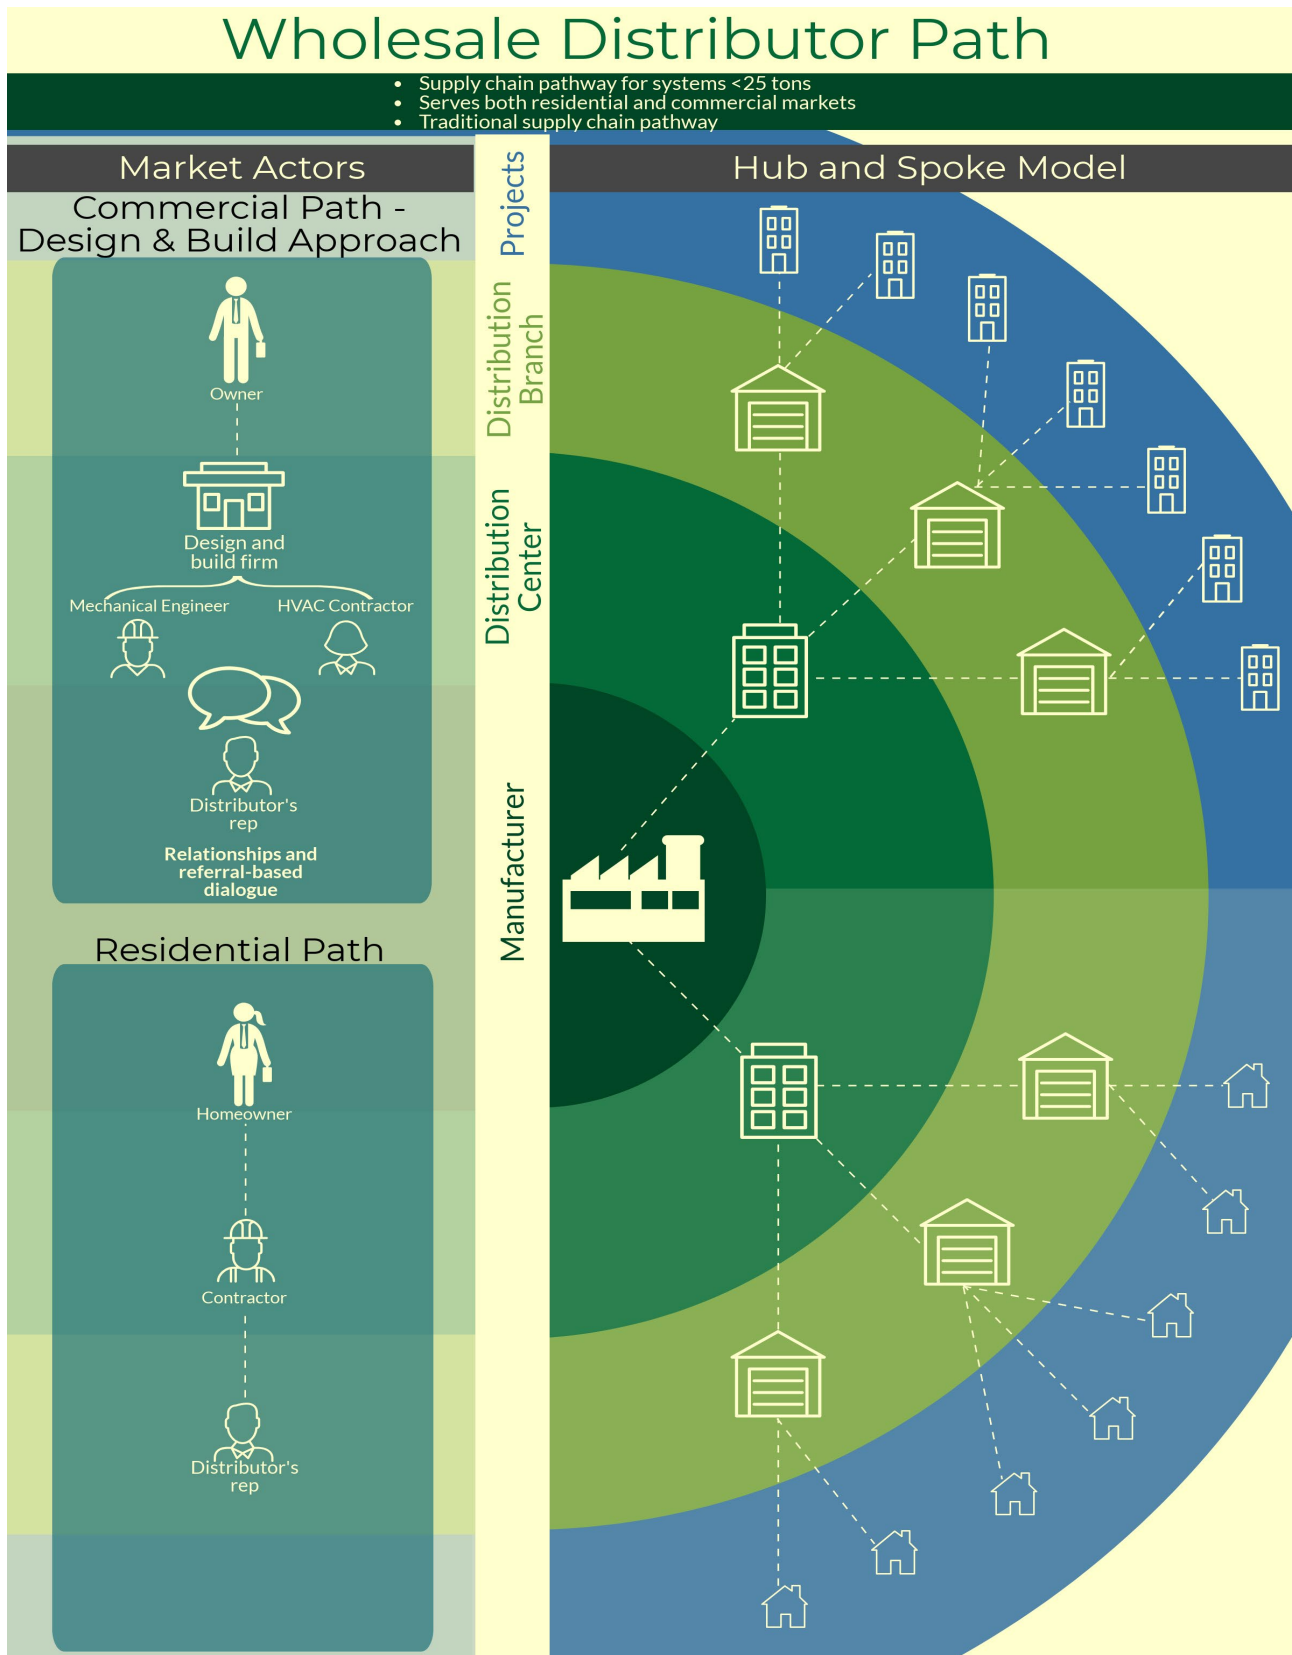 Wholesale Distributor Path
• Supply chain pathway for systems <25 tons
• Serves both residential and commercial markets
• Traditional supply chain pathway
Market Actors
Commercial Path -
Design & Build Approach
Owner
Design and
build firm
Mechanical Engineer
HVAC Contractor
Distributor's
rep
Relationships and
referral-based
dialogue
Residential Path
Homeowner
Contractor
Distributor's
rep
Projects
Distribution
Branch
Distribution
Center
Manufacturer
Hub and Spoke Model